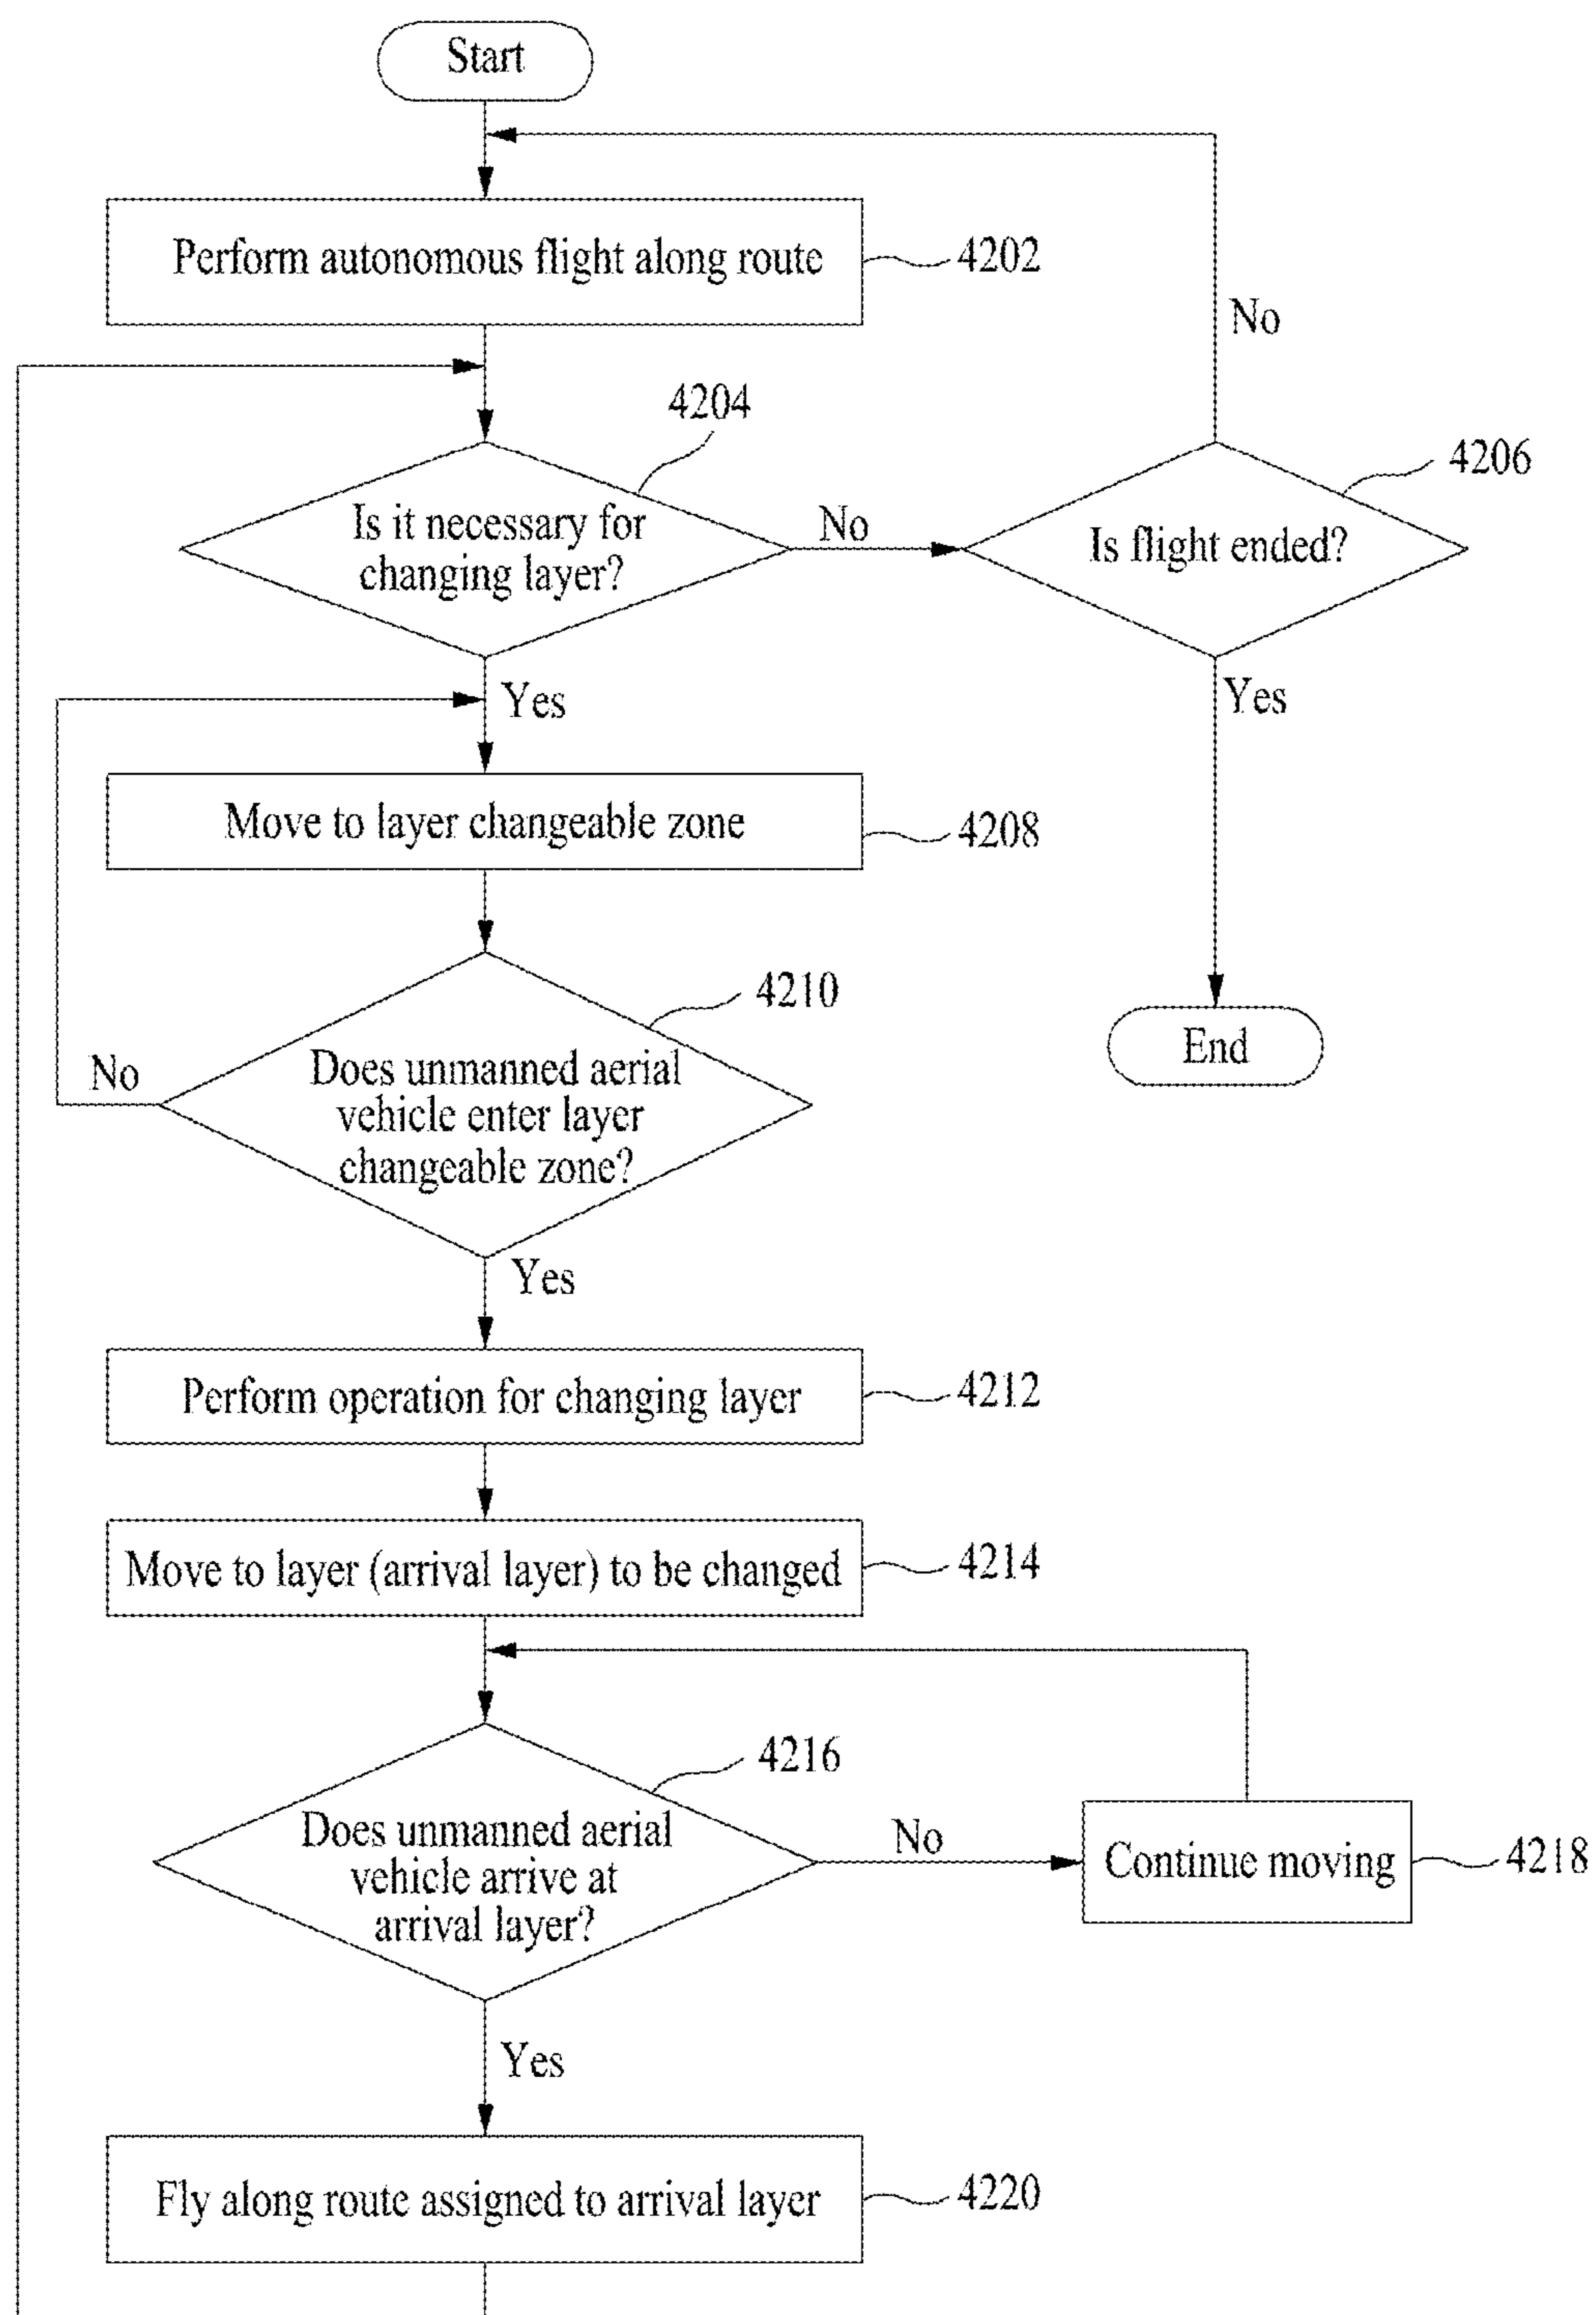 Start
Perform autonomous flight along route
4202
No
4204
Is it necessary for
changing layer?
No
4206
Is flight ended?
Yes
Yes
Move to layer changeable zone
4208
4210
Does unmanned aerial
vehicle enter layer
changeable zone?
No
End
Yes
Perform operation for changing layer
4212
Move to layer (arrival layer) to be changed
4214
4216
Does unmanned aerial
vehicle arrive at
arrival layer?
No
Continue moving
4218
Yes
Fly along route assigned to arrival layer
4220